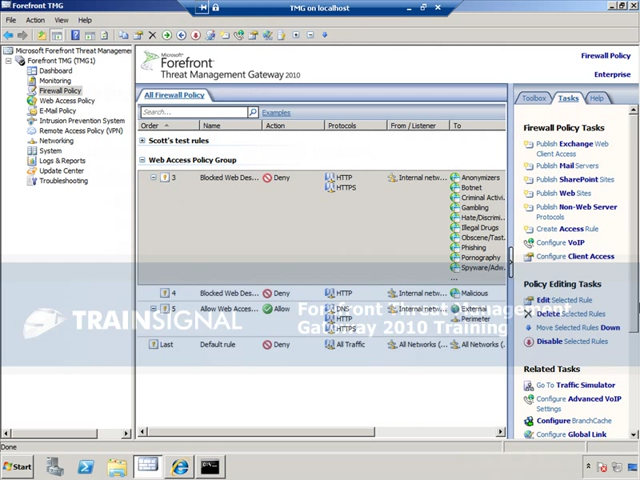 Forefront TMG
TMG on localhost
File Action View Help
Microsoft Forefront Threat Manageme
Forefront TMG (TMG1)
Dashboard
Monitoring
Firewall Policy
Web Access Policy
E-Mail Policy
Intrusion Prevention System
Remote Access Policy (VPN)
Networking
System
Logs & Reports
Update Center
Troubleshooting
Microsoft
Forefront
Threat Management Gateway 2010
Firewall Policy
Enterprise
All Firewall Policy
Search... Examples
Order Name Action Protocols From / Listener To
Scott's test rules
Web Access Policy Group
3 Blocked Web Des... Deny HTTP Internal netw... Anonymizers
HTTPS Botnet
Criminal Activi...
Gambling
Hate/Discrimi...
Illegal Drugs
Obscene/Tast...
Phishing
Pornography
Spyware/Adw...
...
4 Blocked Web Des... Deny HTTP Internal netw... Malicious
5 Allow Web Acces... Allow DNS Internal netw... External
HTTP Perimeter
HTTPS
Last Default rule Deny All Traffic All Networks (... All Networks (...
TRAINSIGNAL
Forefront Threat Management
Gateway 2010 Training
Toolbox Tasks Help
Firewall Policy Tasks
Publish Exchange Web
Client Access
Publish Mail Servers
Publish SharePoint Sites
Publish Web Sites
Publish Non-Web Server
Protocols
Create Access Rule
Configure VoIP
Configure Client Access
Policy Editing Tasks
Edit Selected Rule
Delete Selected Rules
Move Selected Rules Down
Disable Selected Rules
Related Tasks
Go To Traffic Simulator
Configure Advanced VoIP
Settings
Configure BranchCache
Configure Global Link
Done
Start